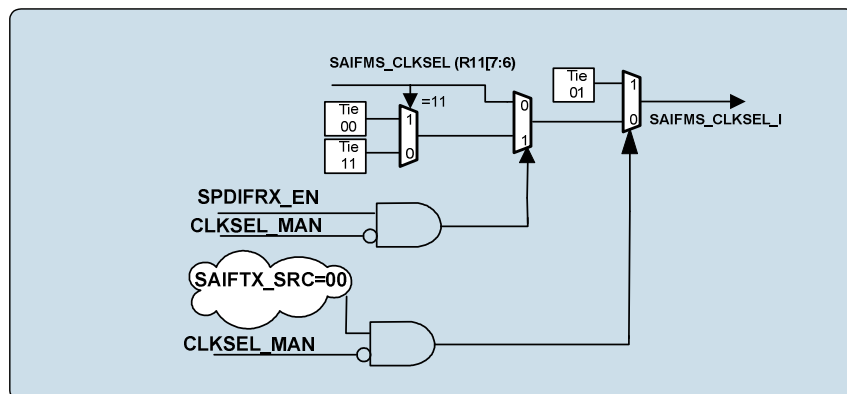 SAIFMS_CLKSEL (R11[7:6)
=11
Tie
00
Tie
11
1
0
0
1
Tie
01
1
0
SAIFMS_CLKSEL_I
SPDIFRX_EN
CLKSEL_MAN
SAIFTX_SRC=00
CLKSEL_MAN